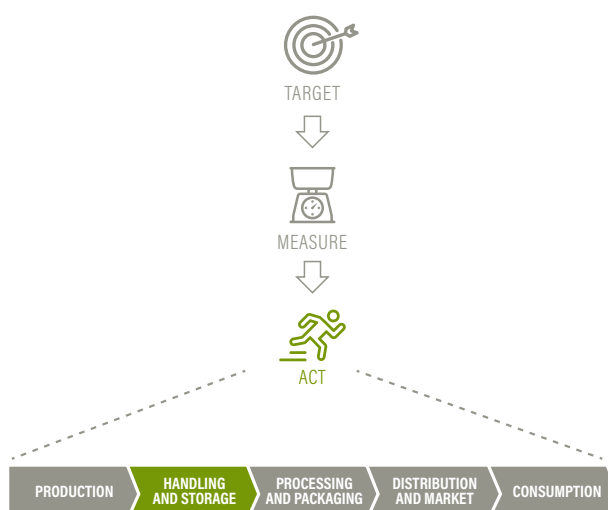 TARGET
MEASURE
ACT
PRODUCTION
HANDLING
AND STORAGE
PROCESSING
AND PACKAGING
DISTRIBUTION
AND MARKET
CONSUMPTION